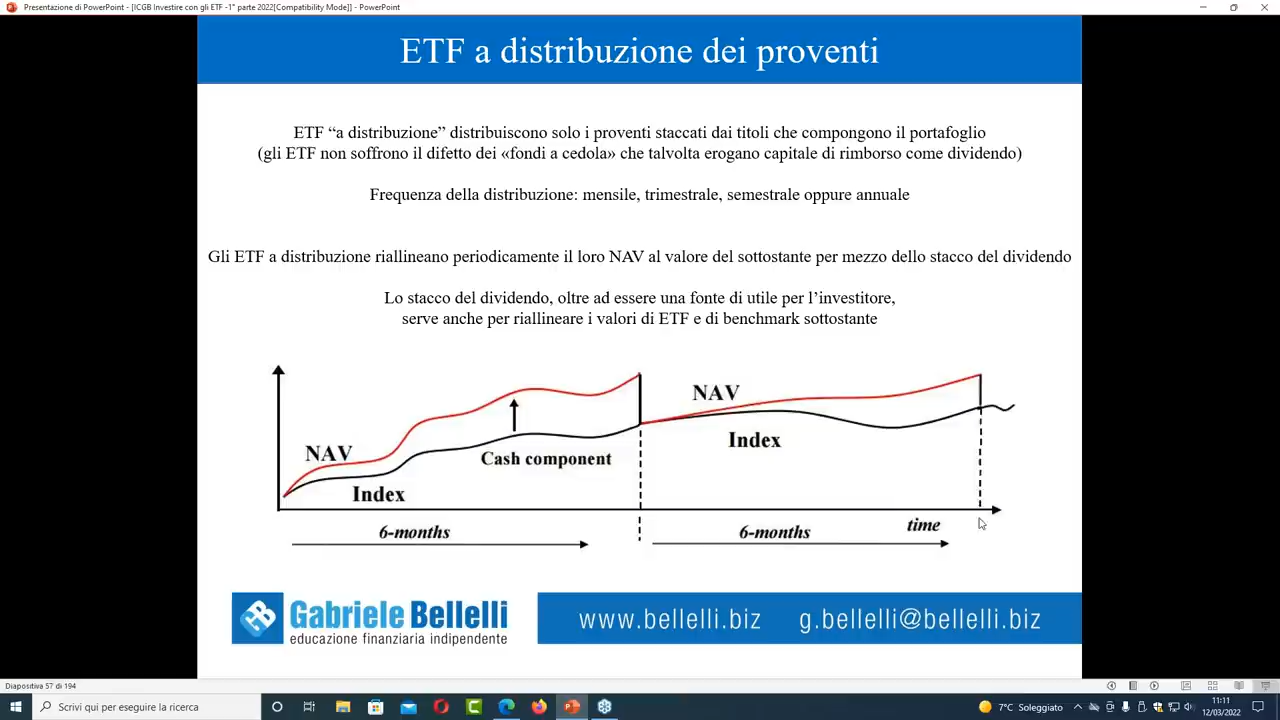 Presentazione di PowerPoint - [ICGB Investire con gli ETF -1° parte 2022[Compatibility Mode]] - PowerPoint
ETF a distribuzione dei proventi
ETF “a distribuzione” distribuiscono solo i proventi staccati dai titoli che compongono il portafoglio
(gli ETF non soffrono il difetto dei «fondi a cedola» che talvolta erogano capitale di rimborso come dividendo)
Frequenza della distribuzione: mensile, trimestrale, semestrale oppure annuale
Gli ETF a distribuzione riallineano periodicamente il loro NAV al valore del sottostante per mezzo dello stacco del dividendo
Lo stacco del dividendo, oltre ad essere una fonte di utile per l’investitore,
serve anche per riallineare i valori di ETF e di benchmark sottostante
NAV
NAV
Index
Cash component
Index
6-months
6-months
time
Gabriele Bellelli
educazione finanziaria indipendente
www.bellelli.biz g.bellelli@bellelli.biz
Diapositiva 57 di 194
Scrivi qui per eseguire la ricerca
7°C Soleggiato
11:11
12/03/2022